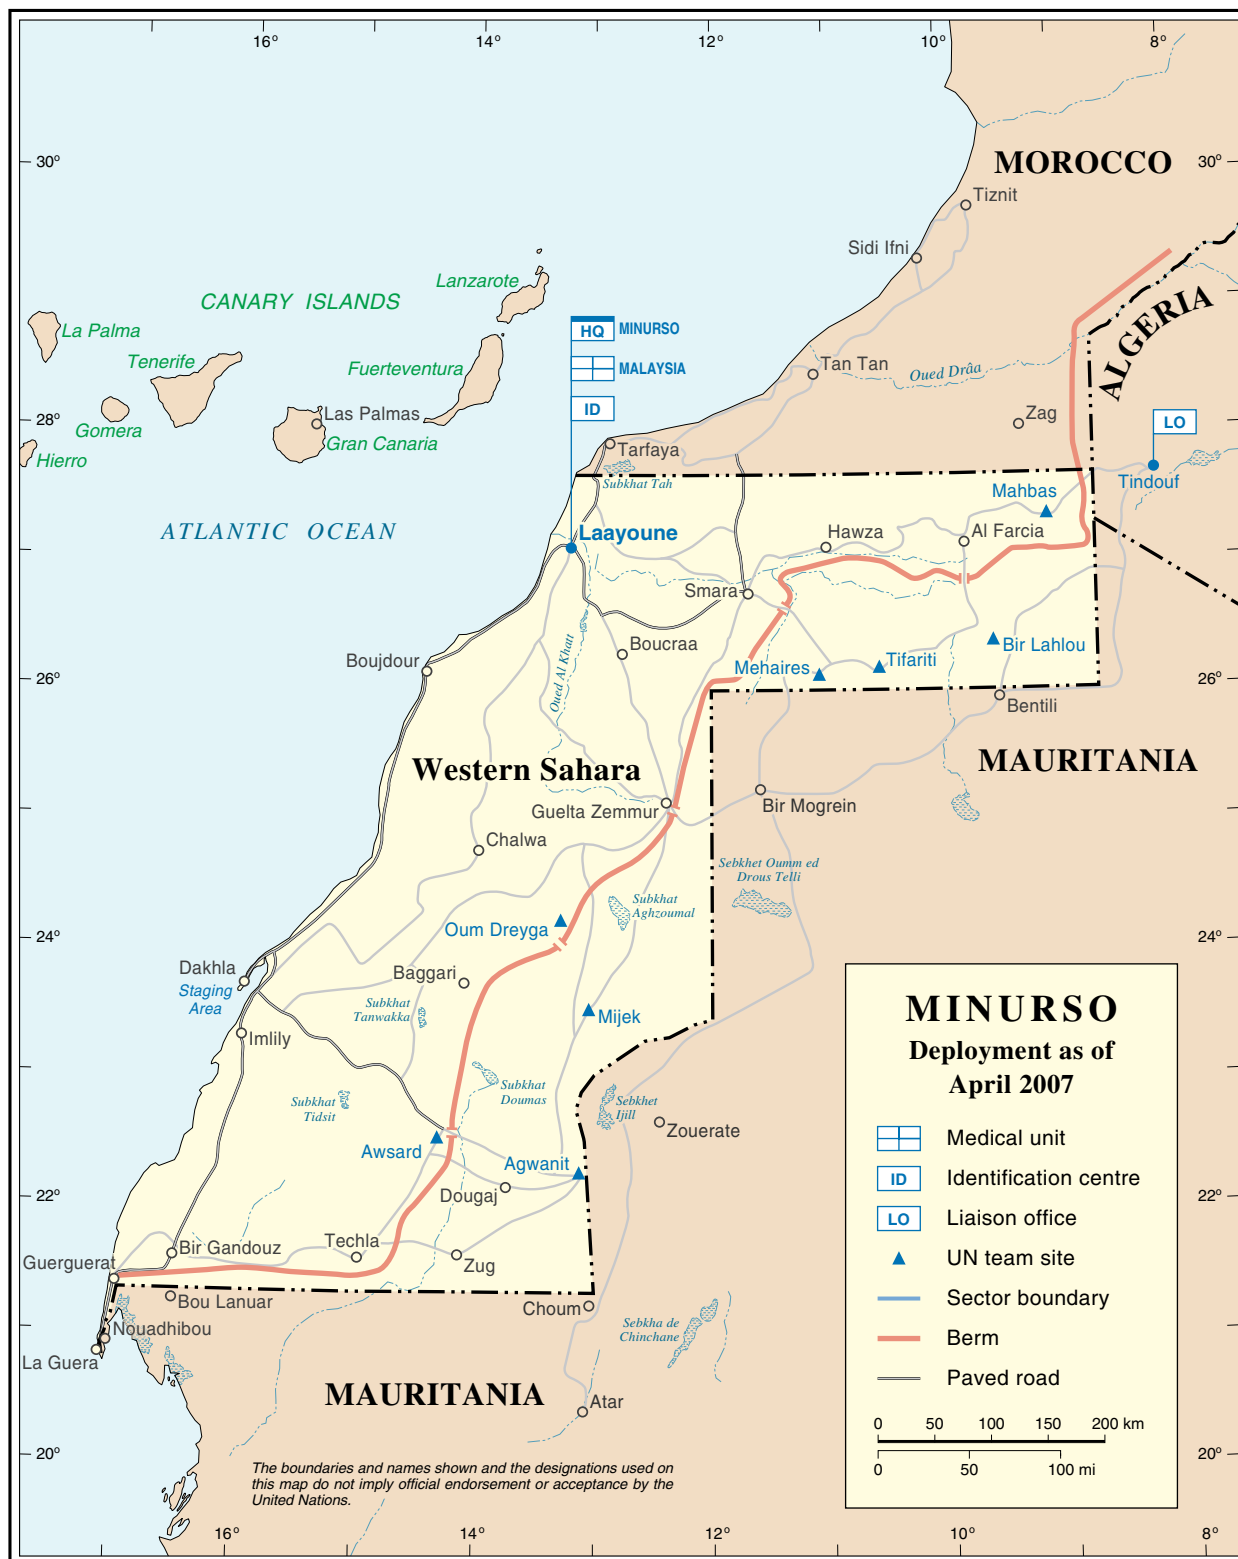 16°
14°
12°
10°
8°
30°
MOROCCO
30°
Tiznit
Sidi Ifni
Lanzarote
CANARY ISLANDS
La Palma
HQ
MINURSO
ALGERIA
Tenerife
Fuerteventura
MALAYSIA
Tan Tan
Oued Drâa
ID
Las Palmas
Zag
LO
28°
28°
Gomera
Gran Canaria
Hierro
Tarfaya
Subkhat Tah
Tindouf
Mahbas
ATLANTIC OCEAN
Laayoune
Hawza
Al Farcia
Smara
Boucraa
Oued Al Khatt
Bir Lahlou
Boujdour
Mehaires
Tifariti
26°
26°
Bentili
Western Sahara
MAURITANIA
Guelta Zemmur
Bir Mogrein
Chalwa
Sebkhet Oumm ed
Drous Telli
Subkhat
Aghzoumal
Oum Dreyga
24°
24°
Dakhla
Staging
Area
Baggari
Subkhat
Tanwakka
Mijek
Imlily
MINURSO
Deployment as of
April 2007
Subkhat
Doumas
Subkhat
Tidsit
Sebkhet
Ijill
Zouerate
Awsard
Agwanit
Dougaj
22°
22°
Medical unit
ID
Identification centre
LO
Liaison office
UN team site
Sector boundary
Berm
Paved road
0
50
100
150
200 km
0
50
100 mi
Techla
Bir Gandouz
Zug
Guerguerat
Bou Lanuar
Choum
Nouadhibou
Sebkha de
Chinchane
La Guera
MAURITANIA
Atar
20°
20°
The boundaries and names shown and the designations used on
this map do not imply official endorsement or acceptance by the
United Nations.
16°
14°
12°
10°
8°